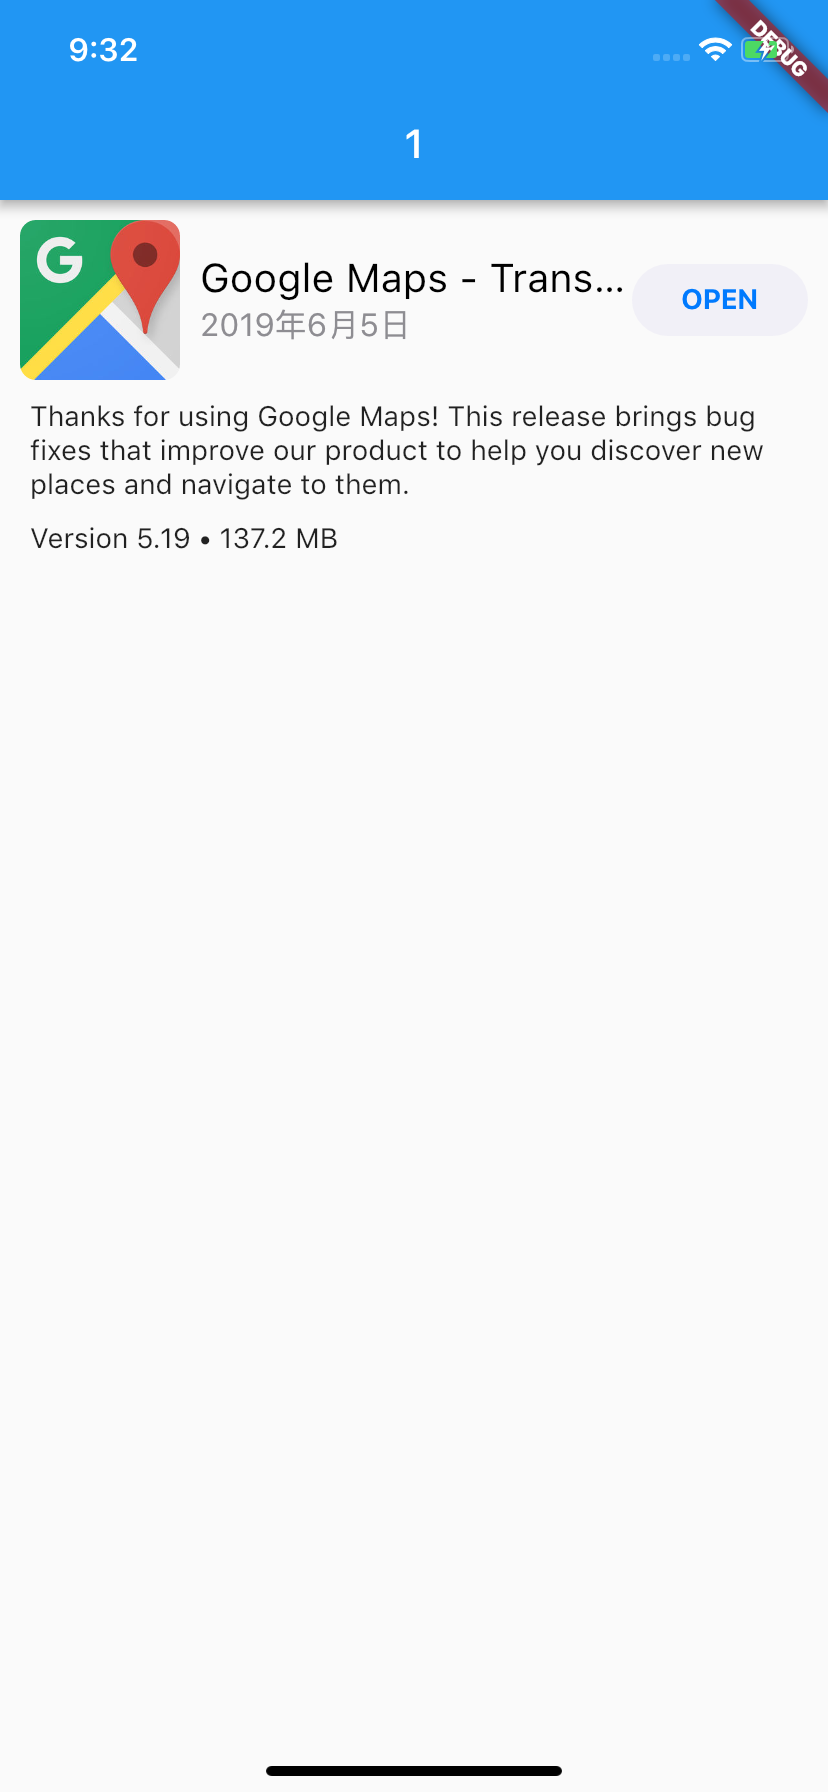 9:32
DEBUG
1
G
Google Maps - Trans...
2019年6月5日
OPEN
Thanks for using Google Maps! This release brings bug
fixes that improve our product to help you discover new
places and navigate to them.
Version 5.19 • 137.2 MB